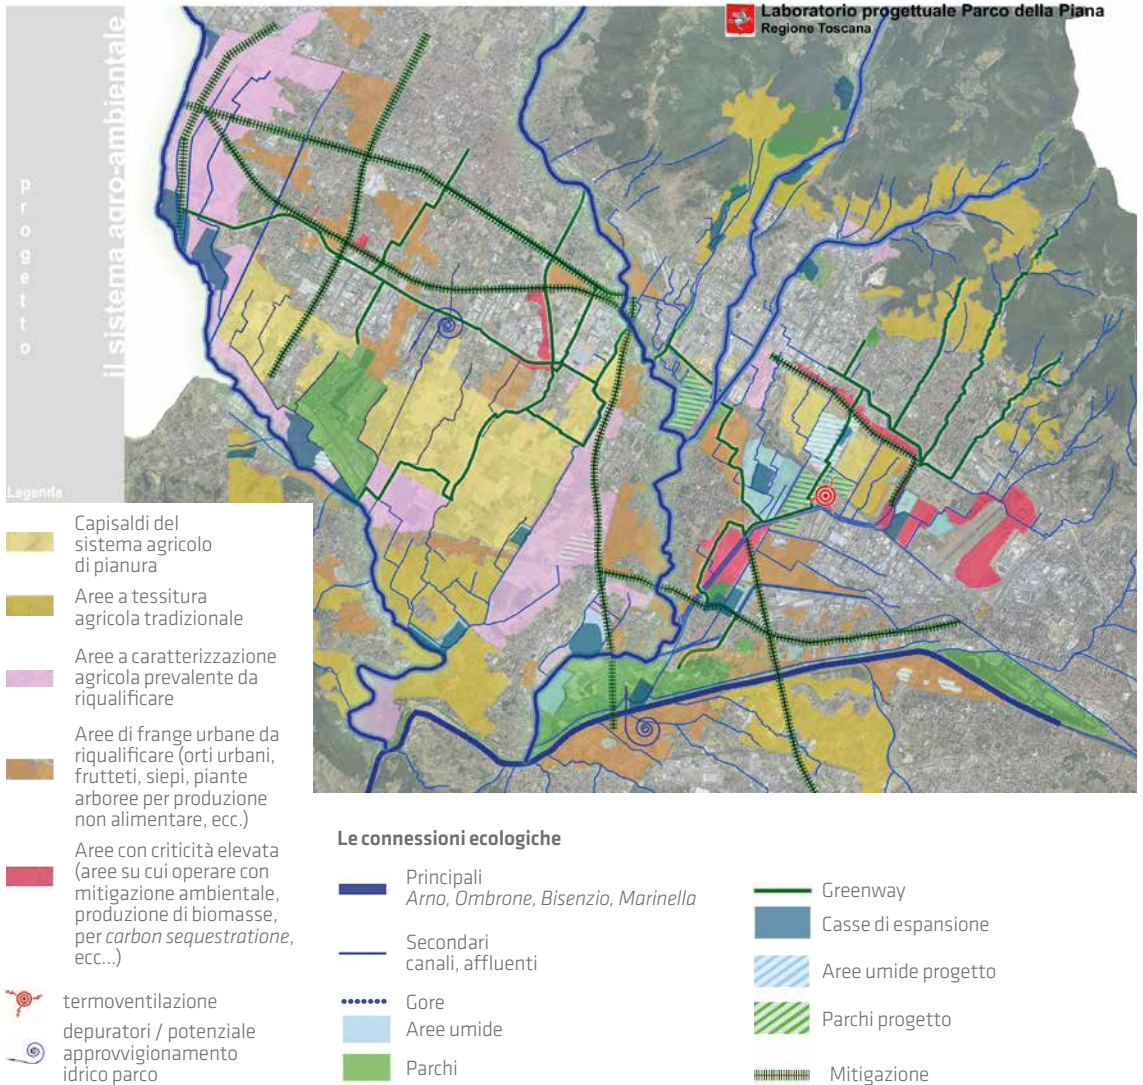 Laboratorio progettuale Parco della Piana
Regione Toscana
progetto
il sistema agro-ambientale
Legenda
Capisaldi del
sistema agricolo
di pianura
Aree a tessitura
agricola tradizionale
Aree a caratterizzazione
agricola prevalente da
riqualificare
Aree di frange urbane da
riqualificare (orti urbani,
frutteti, siepi, piante
arboree per produzione
non alimentare, ecc.)
Aree con criticità elevata
(aree su cui operare con
mitigazione ambientale,
produzione di biomasse,
per carbon sequestratione,
ecc...)
termoventilazione
depuratori / potenziale
approvvigionamento
idrico parco
Le connessioni ecologiche
Principali
Arno, Ombrone, Bisenzio, Marinella
Secondari
canali, affluenti
Gore
Aree umide
Parchi
Greenway
Casse di espansione
Aree umide progetto
Parchi progetto
Mitigazione